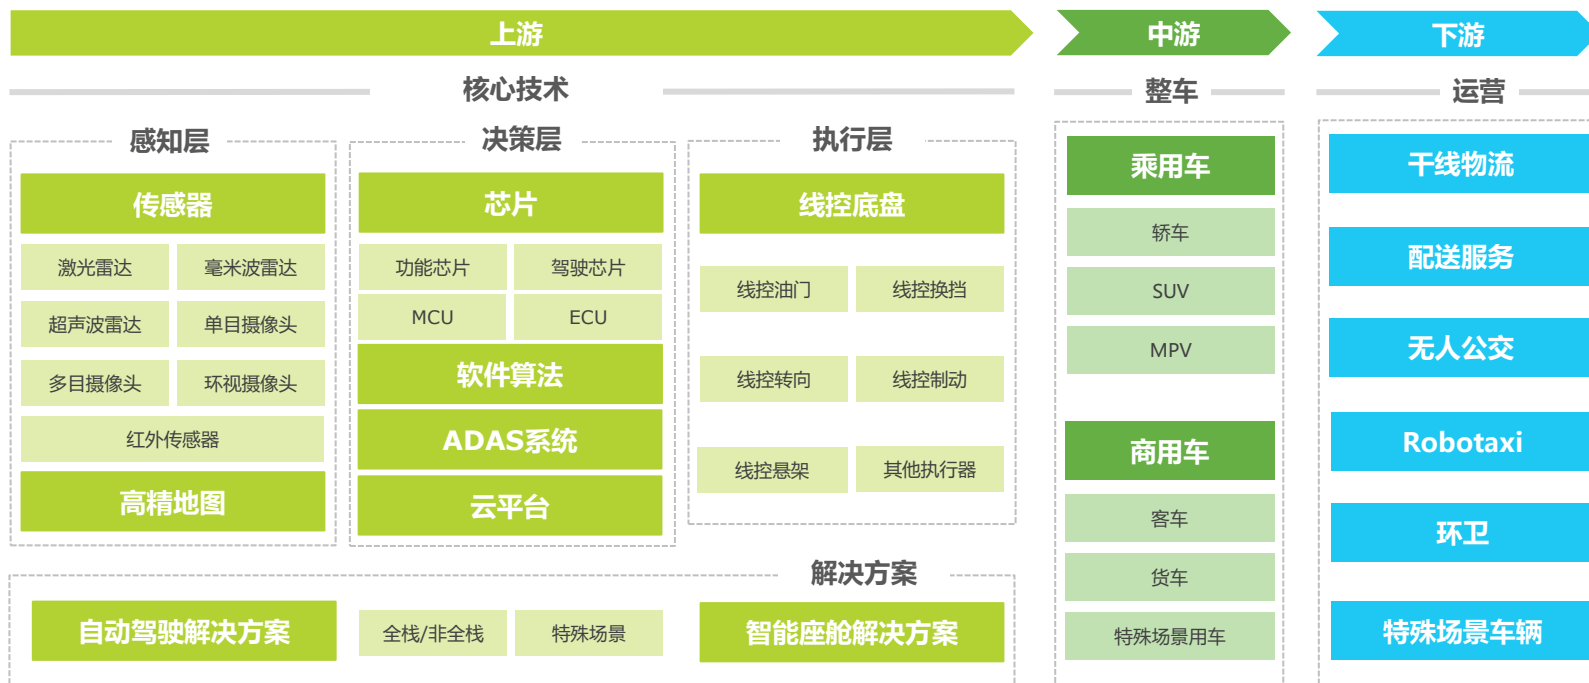 上游
中游
下游
核心技术
整车
运营
感知层
决策层
执行层
传感器
激光雷达
毫米波雷达
超声波雷达
单目摄像头
多目摄像头
环视摄像头
红外传感器
高精地图
芯片
功能芯片
驾驶芯片
MCU
ECU
软件算法
ADAS系统
云平台
线控底盘
线控油门
线控换挡
线控转向
线控制动
线控悬架
其他执行器
解决方案
自动驾驶解决方案
全栈/非全栈
特殊场景
智能座舱解决方案
乘用车
轿车
SUV
MPV
商用车
客车
货车
特殊场景用车
干线物流
配送服务
无人公交
Robotaxi
环卫
特殊场景车辆